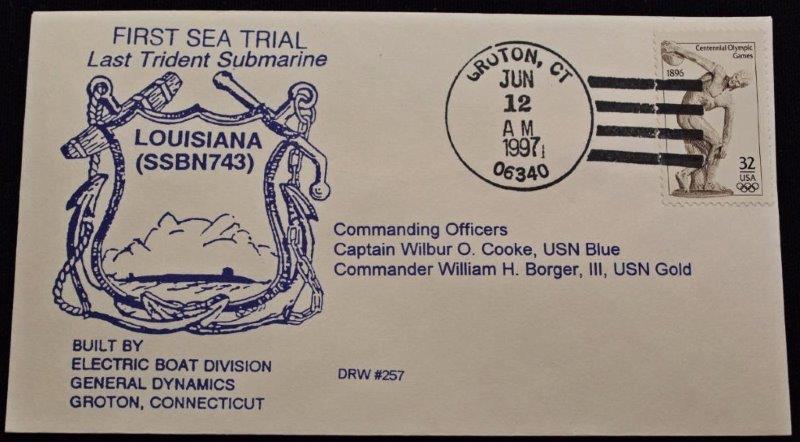 FIRST SEA TRIAL
Last Trident Submarine
LOUISIANA
(SSBN743)
BUILT BY
ELECTRIC BOAT DIVISION
GENERAL DYNAMICS
GROTON, CONNECTICUT
GROTON, CT
JUN
12
AM
1997
06340
Centennial Olympic
Games
1896
32
USA
Commanding Officers
Captain Wilbur O. Cooke, USN Blue
Commander William H. Borger, III, USN Gold
DRW #257